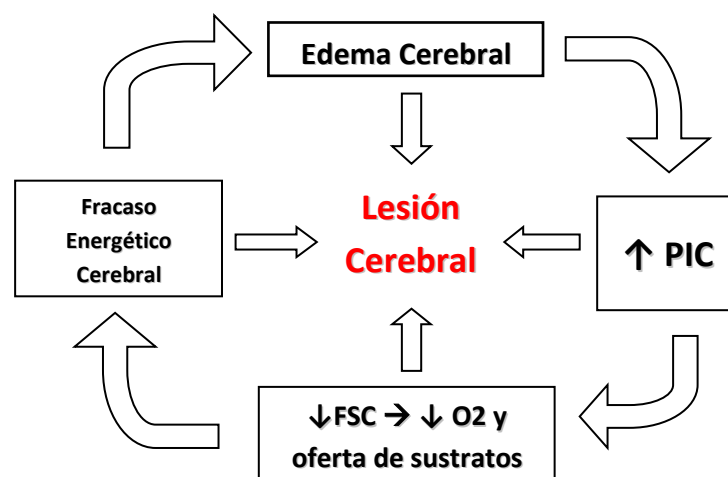 Edema Cerebral
Fracaso
Energético
Cerebral
Lesión
Cerebral
↑ PIC
↓FSC → ↓ O2 y
oferta de sustratos